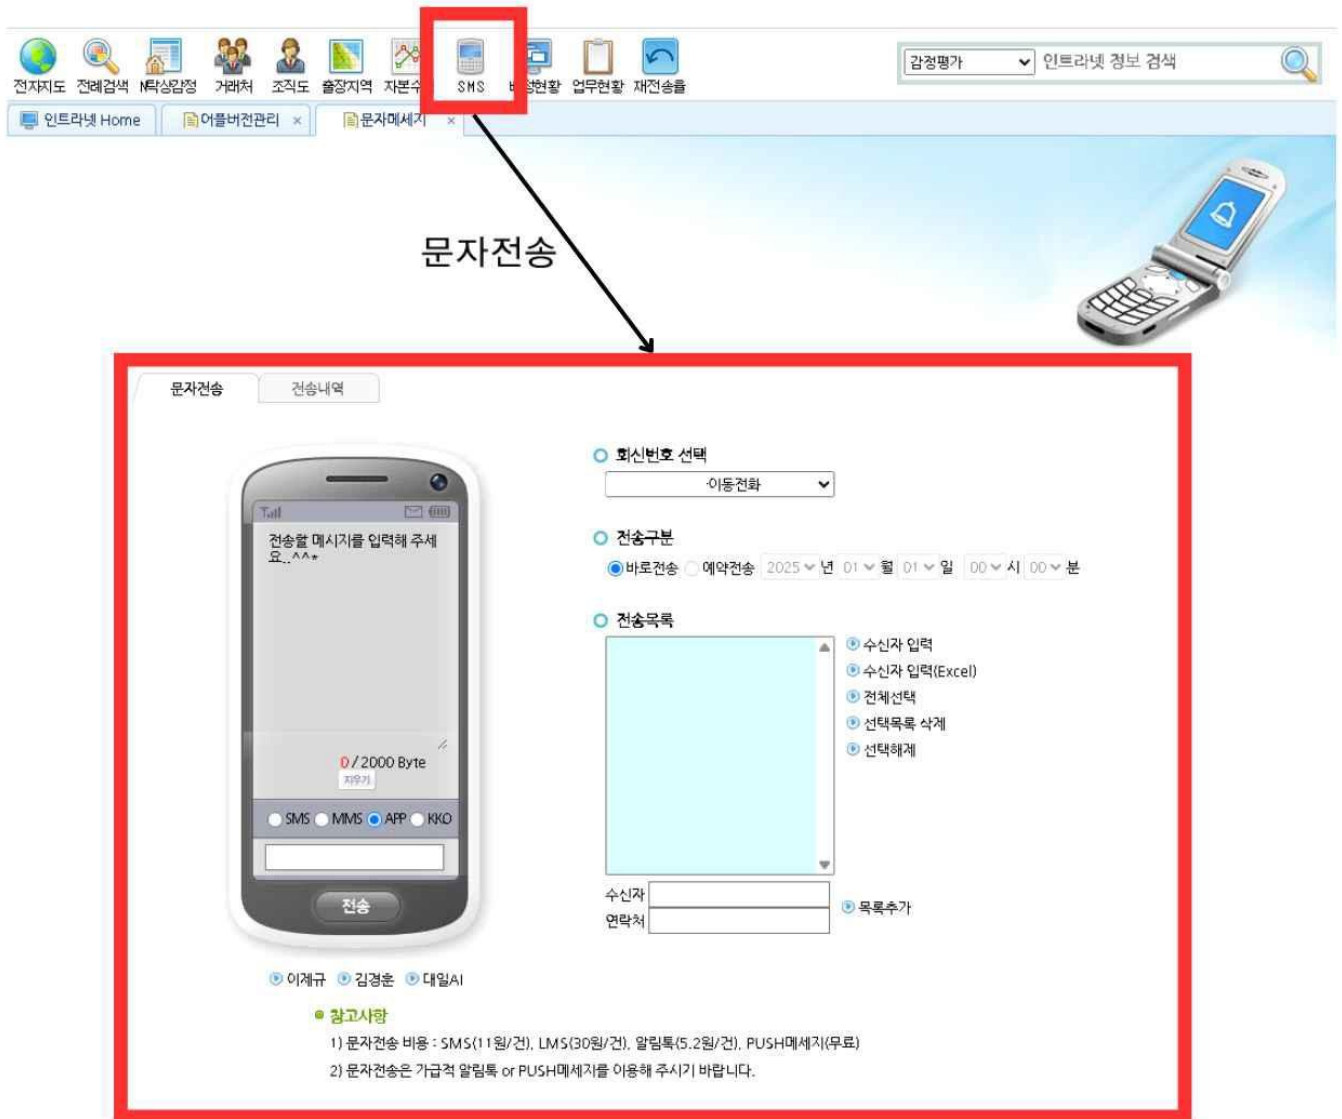 전자지도 전례검색 N탁상감정 거래처 조직도 출장지역 SMS 업무현황 재전송율
감정평가 인트라넷 정보 검색
인트라넷 Home 어플버전관리 × 문자메세지 ×
문자전송
문자전송 전송내역
회신번호 선택
이동전화
전송할 메시지를 입력해 주세
요..^^*
전송구분
바로전송 예약전송 2025 년 01 월 01 일 00 시 00 분
전송목록
수신자 입력
수신자 입력(Excel)
전체선택
선택목록 삭제
선택해제
0 / 2000 Byte
지우기
SMS MMS APP KKO
전송
수신자
연락처
목록추가
이제규 김경훈 대일AI
참고사항
1) 문자전송 비용 : SMS(11원/건), LMS(30원/건), 알림톡(5.2원/건), PUSH메세지(무료)
2) 문자전송은 가급적 알림톡 or PUSH메세지를 이용해 주시기 바랍니다.